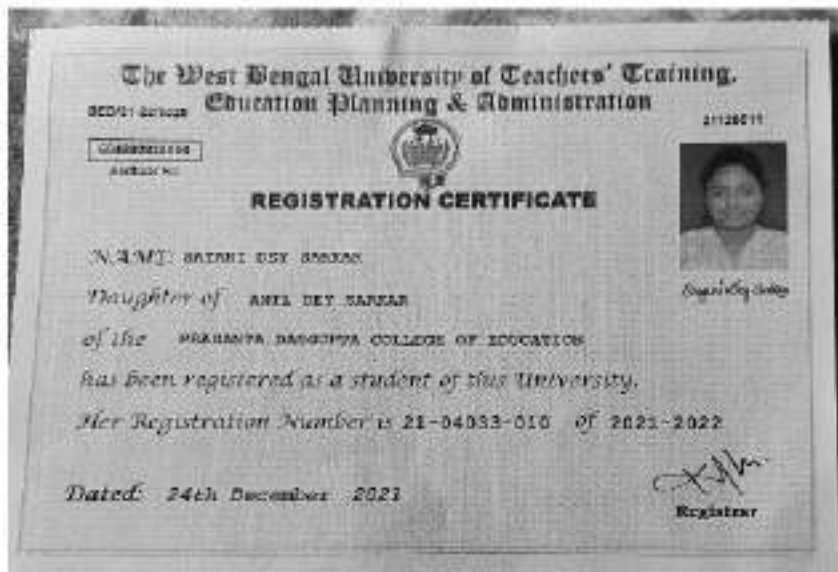 The West Bengal University of Teachers' Training,
Education Planning & Administration
REGISTRATION CERTIFICATE
NAME: DEY SARKAR
Daughter of ANIL DEY SARKAR
of the PRASANTA DASGUPTA COLLEGE OF EDUCATION
has been registered as a student of this University.
Her Registration Number is 21-04033-010 of 2021-2022
Dated: 24th December 2021
Registrar